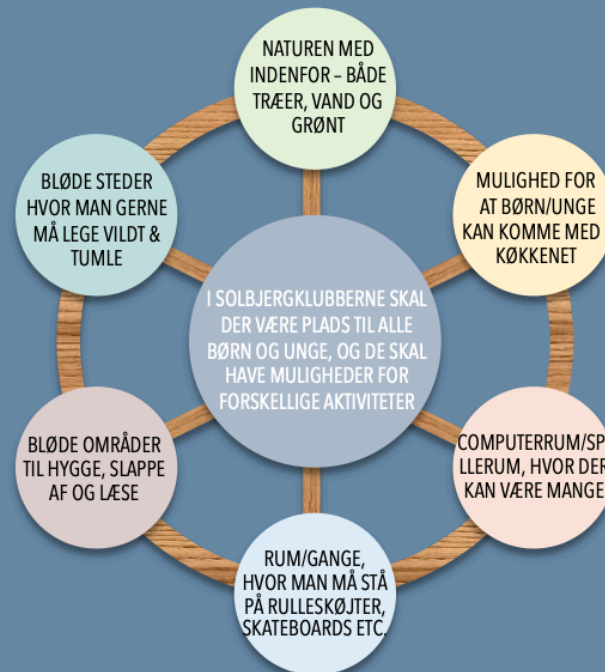 NATUREN MED
INDENFOR – BÅDE
TRÆER, VAND OG
GRØNT
MULIGHED FOR
AT BØRN/UNGE
KAN KOMME MED I
KØKKENET
COMPUTERRUM/SPI
LLERUM, HVOR DER
KAN VÆRE MANGE
RUM/GANGE,
HVOR MAN MÅ STÅ
PÅ RULLESKØJTER,
SKATEBOARDS ETC.
BLØDE OMRÅDER
TIL HYGGE, SLAPPE
AF OG LÆSE
BLØDE STEDER
HVOR MAN GERNE
MÅ LEGE VILDT &
TUMLE
I SOLBJERGKLUBBERNE SKAL
DER VÆRE PLADS TIL ALLE
BØRN OG UNGE, OG DE SKAL
HAVE MULIGHEDER FOR
FORSKELLIGE AKTIVITETER